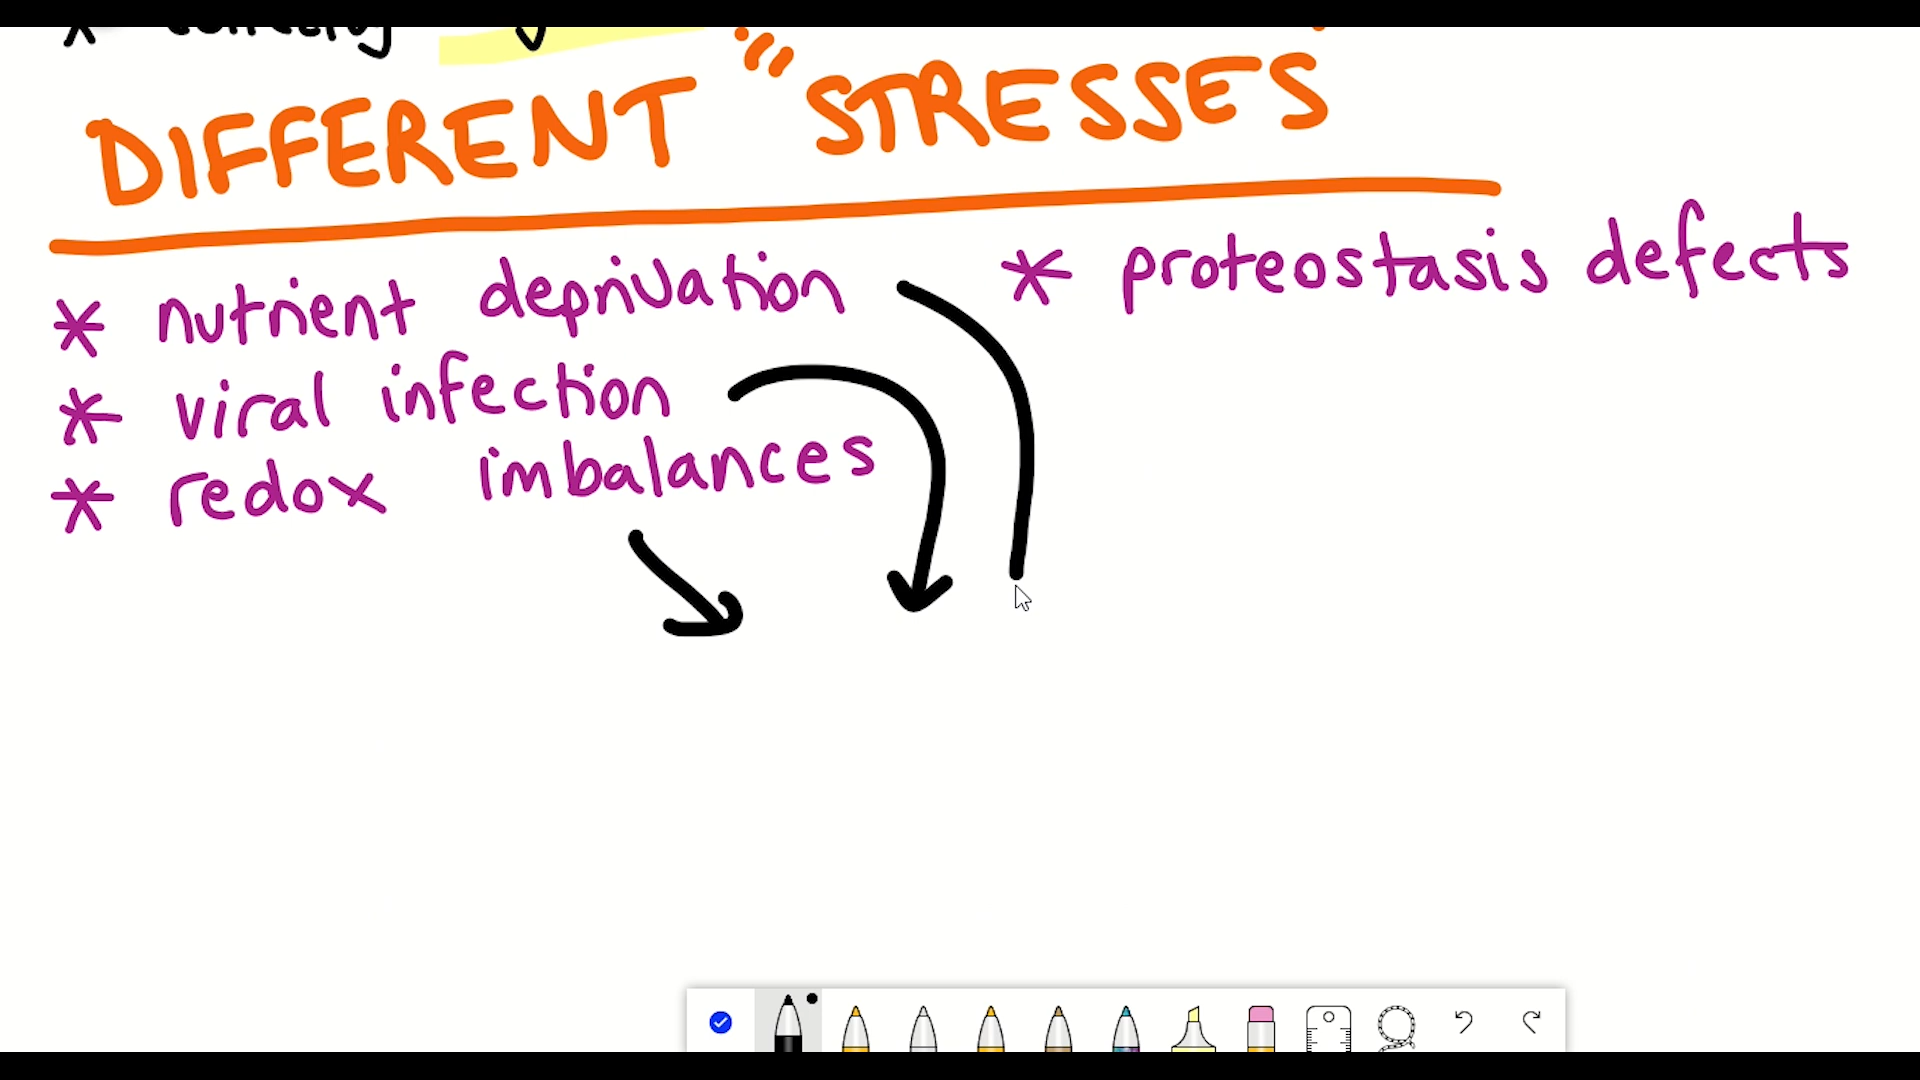 DIFFERENT "STRESSES"
* nutrient deprivation
* viral infection
* redox imbalances
* proteostasis defects